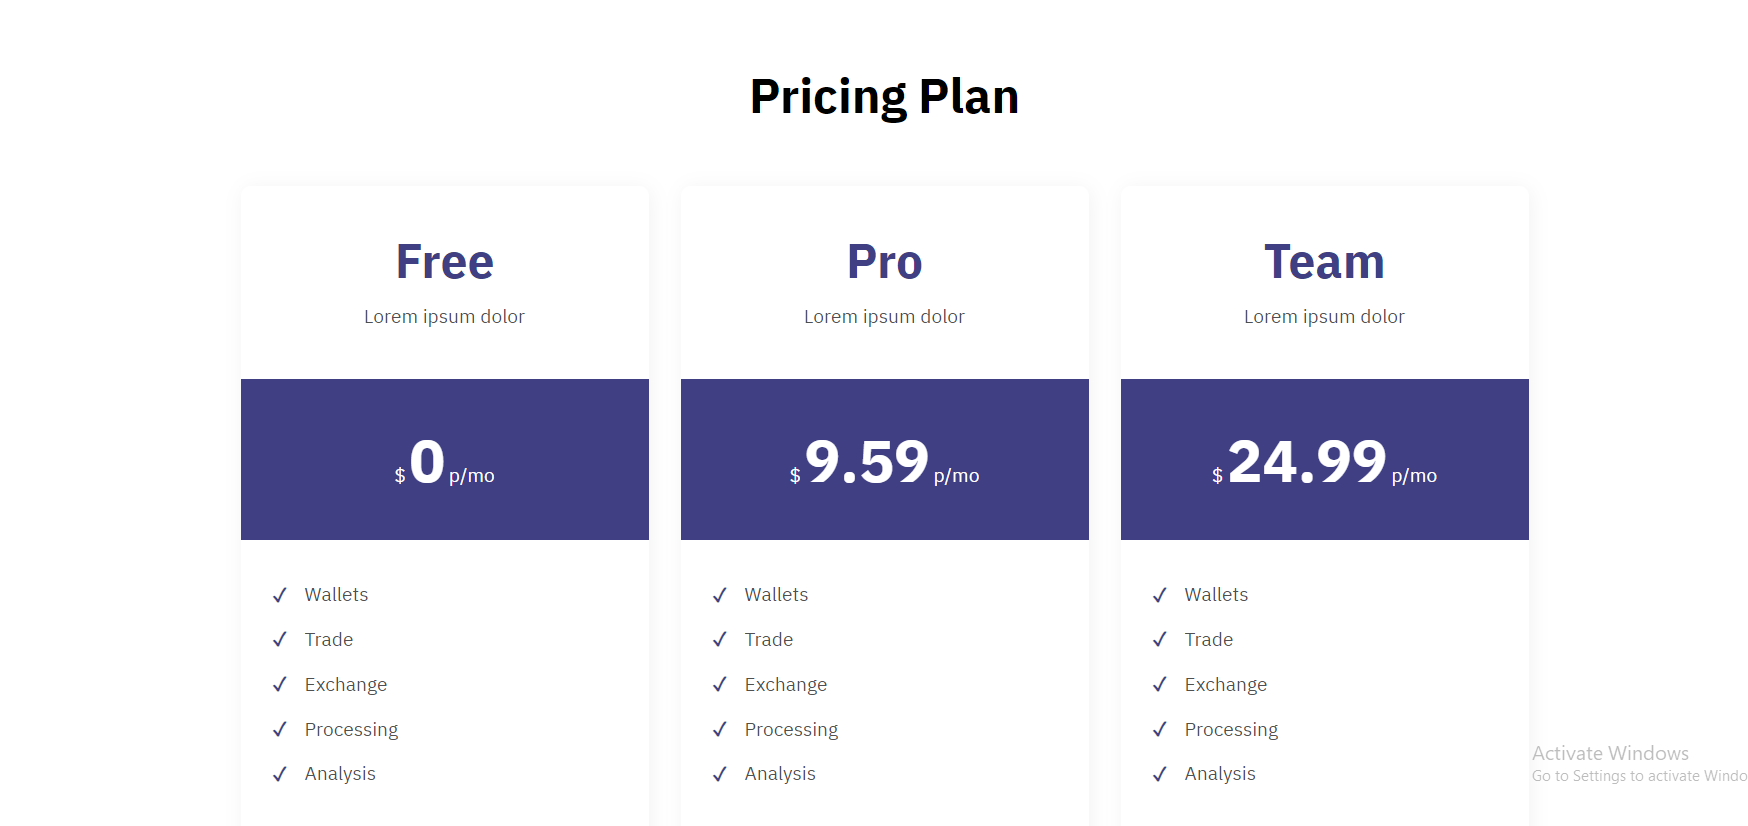 Pricing Plan
Free
Lorem ipsum dolor
$ 0 p/mo
✓ Wallets
✓ Trade
✓ Exchange
✓ Processing
✓ Analysis
Pro
Lorem ipsum dolor
$ 9.59 p/mo
✓ Wallets
✓ Trade
✓ Exchange
✓ Processing
✓ Analysis
Team
Lorem ipsum dolor
$ 24.99 p/mo
✓ Wallets
✓ Trade
✓ Exchange
✓ Processing
✓ Analysis
Activate Windows
Go to Settings to activate Windo